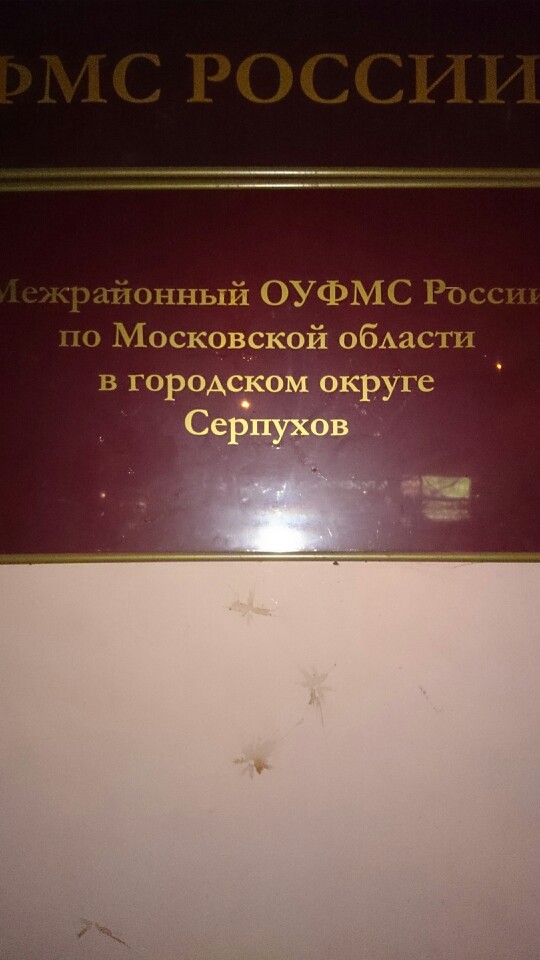 ФМС РОССИИ
Межрайонный ОУФМС России
по Московской области
в городском округе
Серпухов